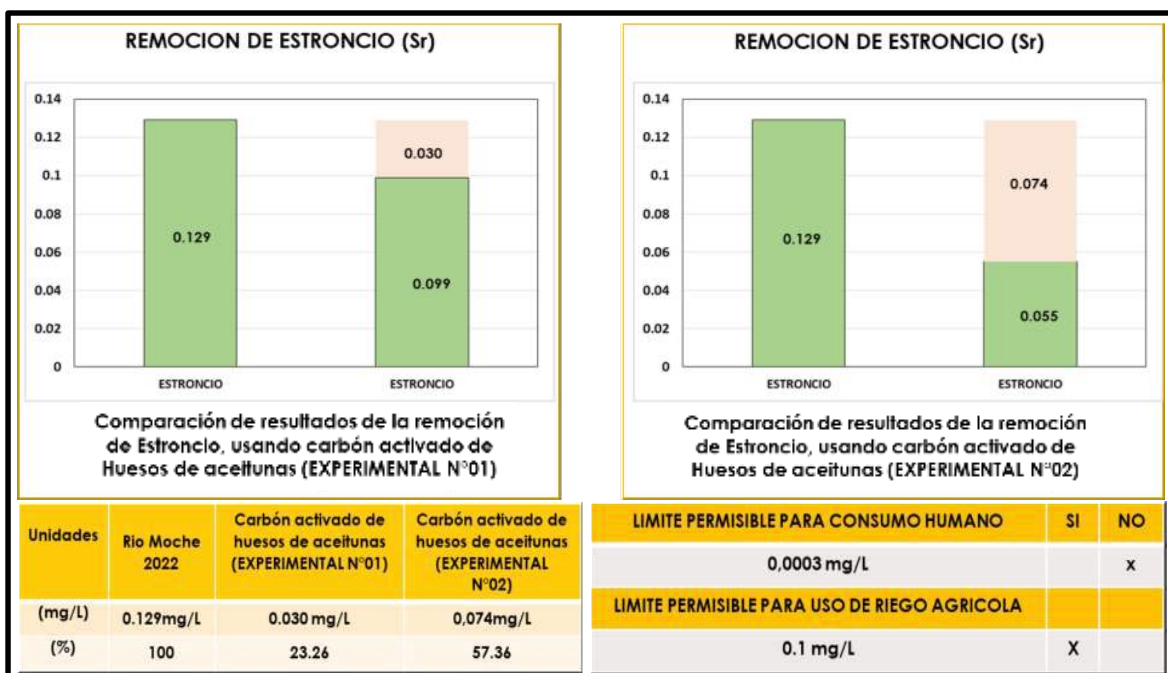 REMOCION DE ESTRONCIO (Sr)
0.14
0.12
0.1
0.08
0.06
0.04
0.02
0
0.129
0.030
0.099
ESTRONCIO
ESTRONCIO
Comparación de resultados de la remoción
de Estroncio, usando carbón activado de
Huesos de aceitunas (EXPERIMENTAL N°01)
REMOCION DE ESTRONCIO (Sr)
0.14
0.12
0.1
0.08
0.06
0.04
0.02
0
0.129
0.074
0.055
ESTRONCIO
ESTRONCIO
Comparación de resultados de la remoción
de Estroncio, usando carbón activado de
Huesos de aceitunas (EXPERIMENTAL N°02)
Unidades
Rio Moche
2022
Carbón activado de
huesos de aceitunas
(EXPERIMENTAL N°01)
Carbón activado de
huesos de aceitunas
(EXPERIMENTAL
N°02)
(mg/L) 0.129mg/L 0.030 mg/L 0,074mg/L
(%) 100 23.26 57.36
LIMITE PERMISIBLE PARA CONSUMO HUMANO SI NO
0,0003 mg/L x
LIMITE PERMISIBLE PARA USO DE RIEGO AGRICOLA
0.1 mg/L X